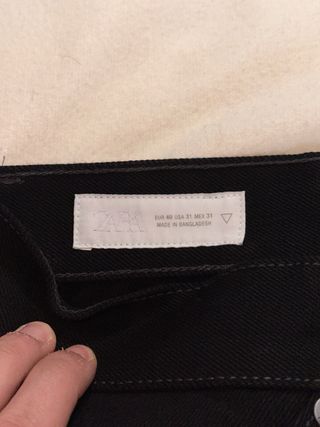 ZARA
EUR 40 USA 31 MEX 31
MADE IN BANGLADESH